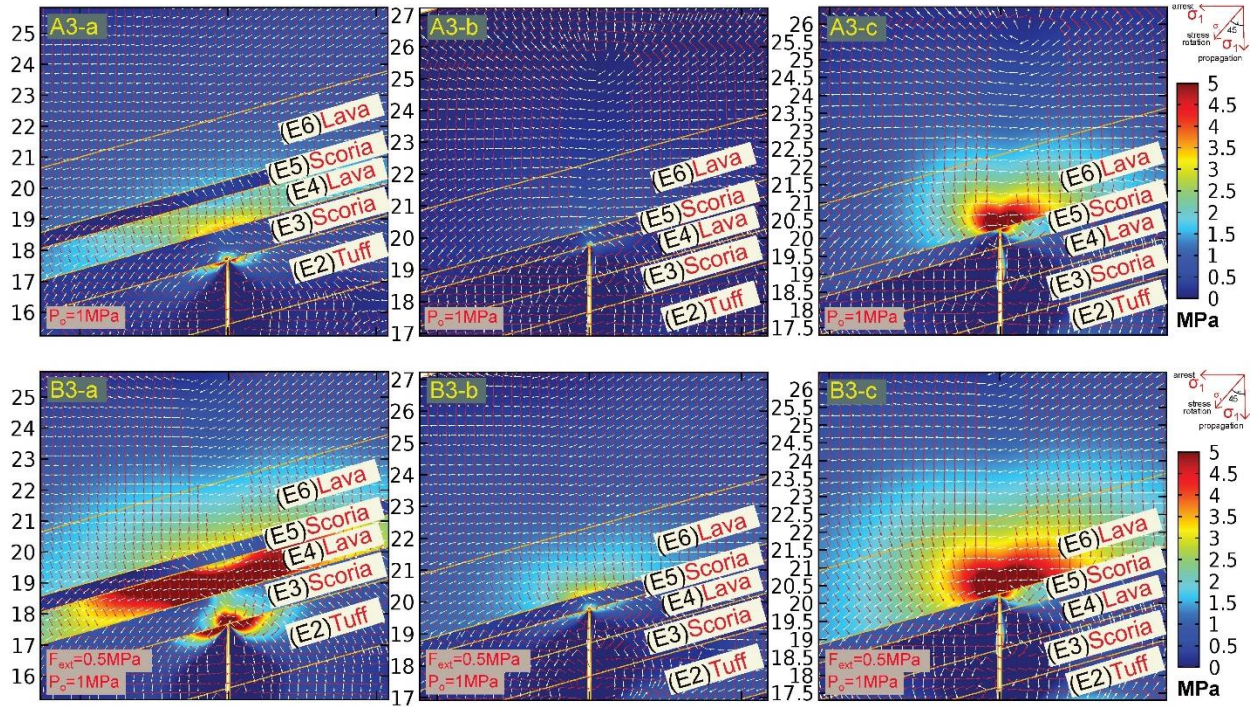 A3-a
25
24
23
22
21
20
19
18
17
16
(E6)Lava
(E5)Scoria
(E4)Lava
(E3)Scoria
(E2)Tuff
Po=1MPa
A3-b
27
26
25
24
23
22
21
20
19
18
17
(E6)Lava
(E5)Scoria
(E4)Lava
(E3)Scoria
(E2)Tuff
Po=1MPa
A3-c
26
25.5
25
24.5
24
23.5
23
22.5
22
21.5
21
20.5
20
19.5
19
18.5
18
17.5
(E6)Lava
(E5)Scoria
(E4)Lava
(E3)Scoria
(E2)Tuff
Po=1MPa
arrest
σ1
σ
stress
rotation
45
σ1
propagation
5
4.5
4
3.5
3
2.5
2
1.5
1
0.5
0
MPa
B3-a
25
24
23
22
21
20
19
18
17
16
(E6)Lava
(E5)Scoria
(E4)Lava
(E3)Scoria
(E2)Tuff
Fext=0.5MPa
Po=1MPa
B3-b
27
26
25
24
23
22
21
20
19
18
17
(E6)Lava
(E5)Scoria
(E4)Lava
(E3)Scoria
(E2)Tuff
Fext=0.5MPa
Po=1MPa
B3-c
26
25.5
25
24.5
24
23.5
23
22.5
22
21.5
21
20.5
20
19.5
19
18.5
18
17.5
(E6)Lava
(E5)Scoria
(E4)Lava
(E3)Scoria
(E2)Tuff
Fext=0.5MPa
Po=1MPa
arrest
σ1
σ
stress
rotation
45
σ1
propagation
5
4.5
4
3.5
3
2.5
2
1.5
1
0.5
0
MPa